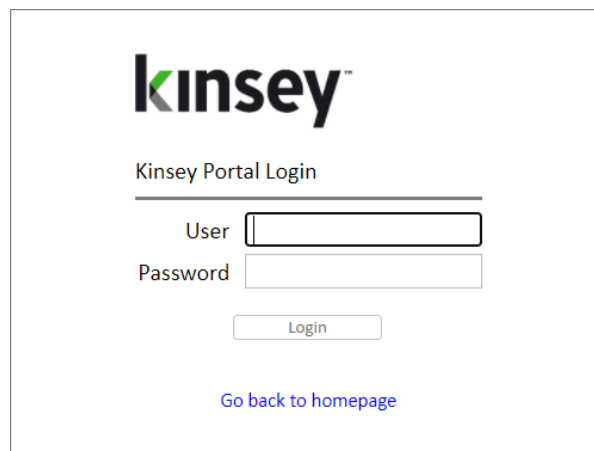 kinsey™
Kinsey Portal Login
User
Password
Login
Go back to homepage